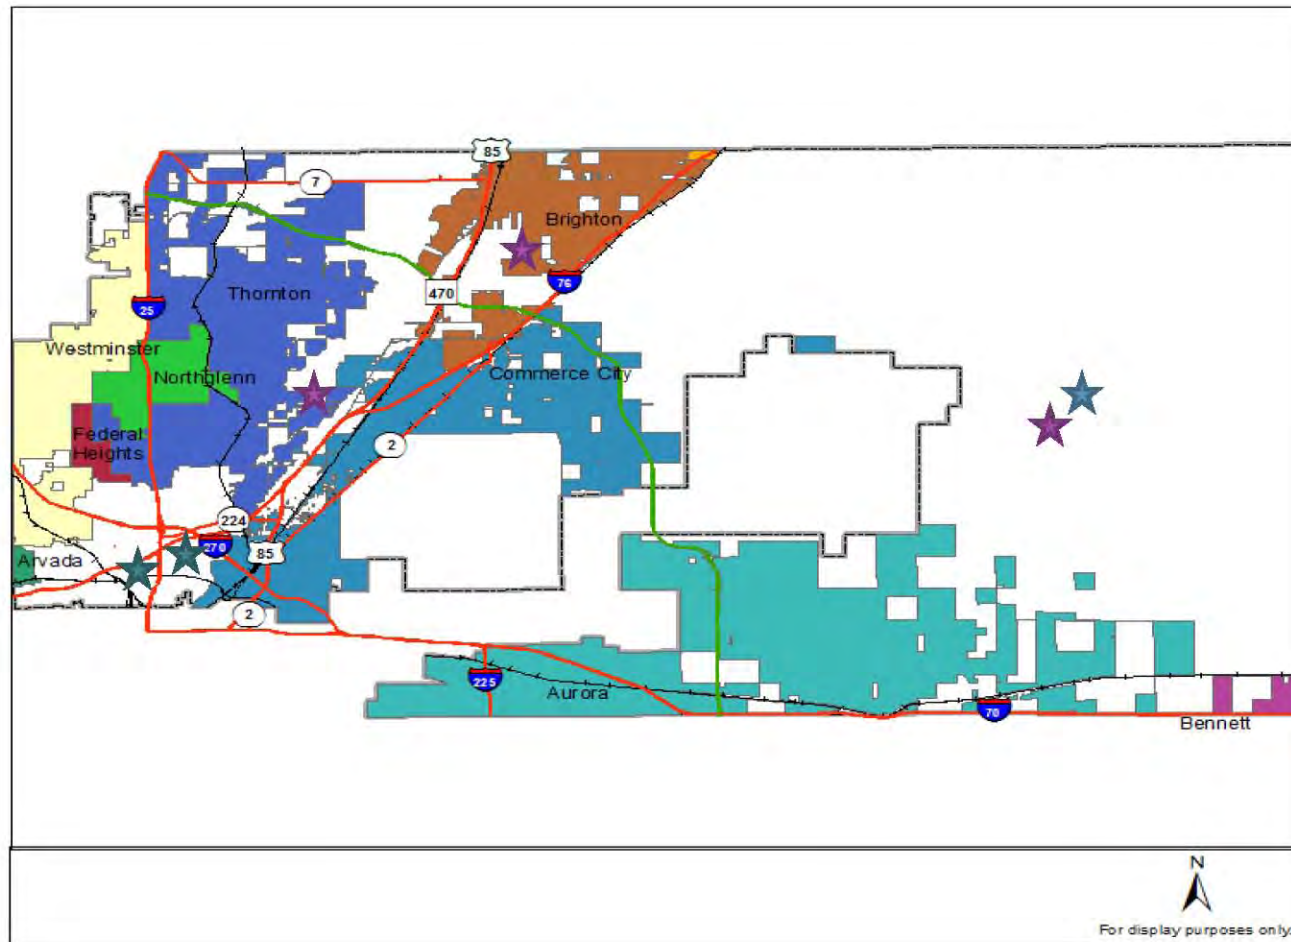 85
7
Brighton
76
470
Thornton
25
Westminster
Northglenn
Commerce City
Federal
Heights
2
224
270
85
Arvada
2
225
Aurora
70
Bennett
N
For display purposes only.